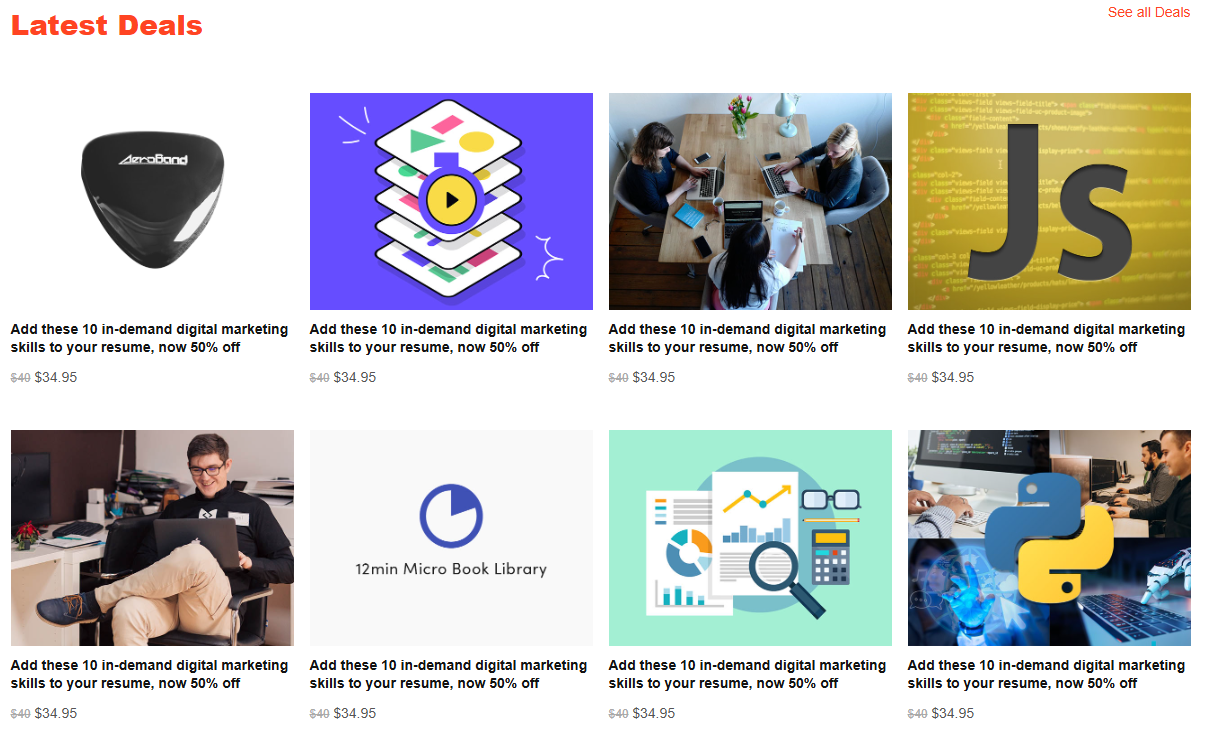 Latest Deals
See all Deals
AeroBand
Js
Add these 10 in-demand digital marketing
skills to your resume, now 50% off
$40 $34.95
Add these 10 in-demand digital marketing
skills to your resume, now 50% off
$40 $34.95
Add these 10 in-demand digital marketing
skills to your resume, now 50% off
$40 $34.95
Add these 10 in-demand digital marketing
skills to your resume, now 50% off
$40 $34.95
12min Micro Book Library
Add these 10 in-demand digital marketing
skills to your resume, now 50% off
$40 $34.95
Add these 10 in-demand digital marketing
skills to your resume, now 50% off
$40 $34.95
Add these 10 in-demand digital marketing
skills to your resume, now 50% off
$40 $34.95
Add these 10 in-demand digital marketing
skills to your resume, now 50% off
$40 $34.95